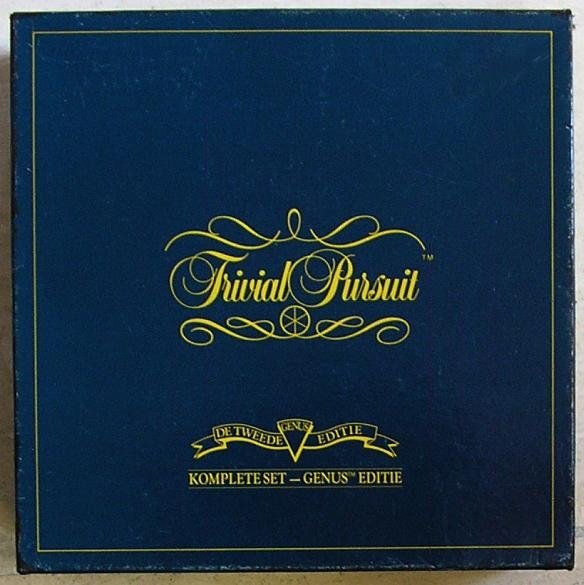 Trivial Pursuit™
DE TWEEDE GENUS EDITIE
KOMPLETE SET – GENUS™ EDITIE